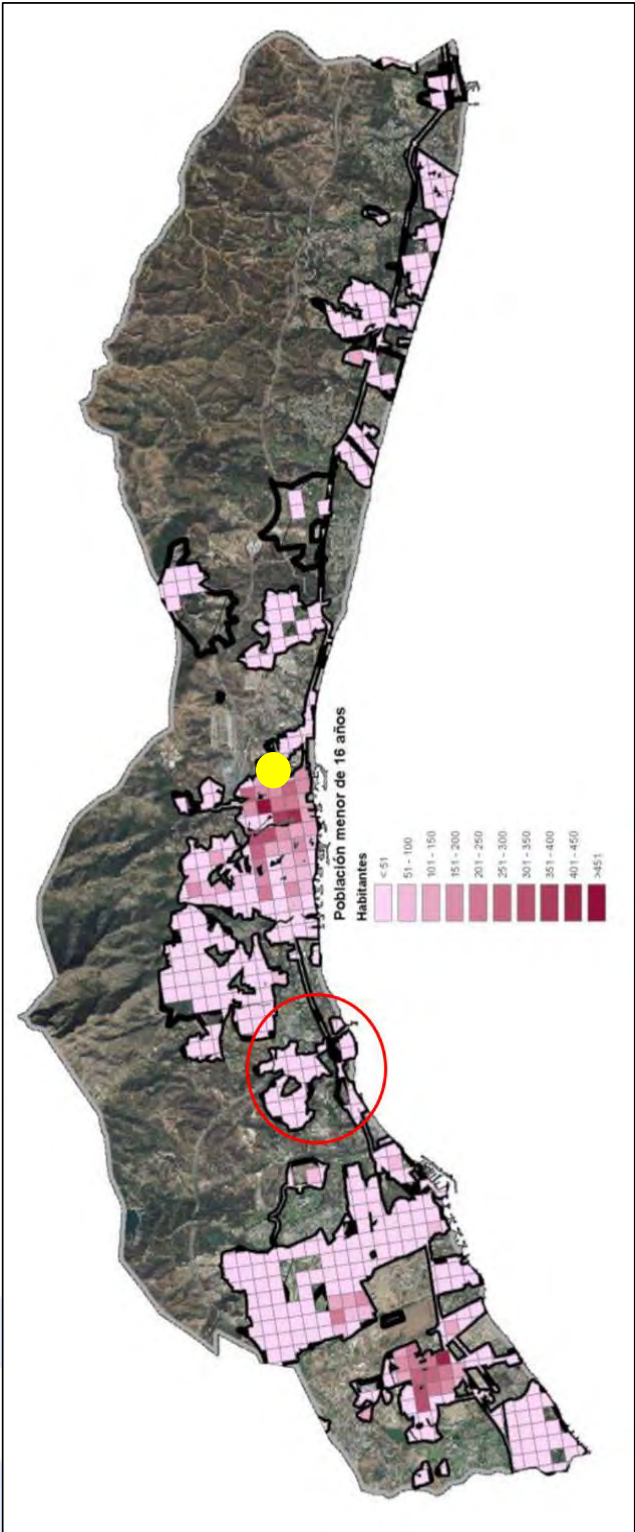 Población menor de 16 años
Habitantes
< 51
51 - 100
101 - 150
151 - 200
201 - 250
251 - 300
301 - 350
351 - 400
401 - 450
>451